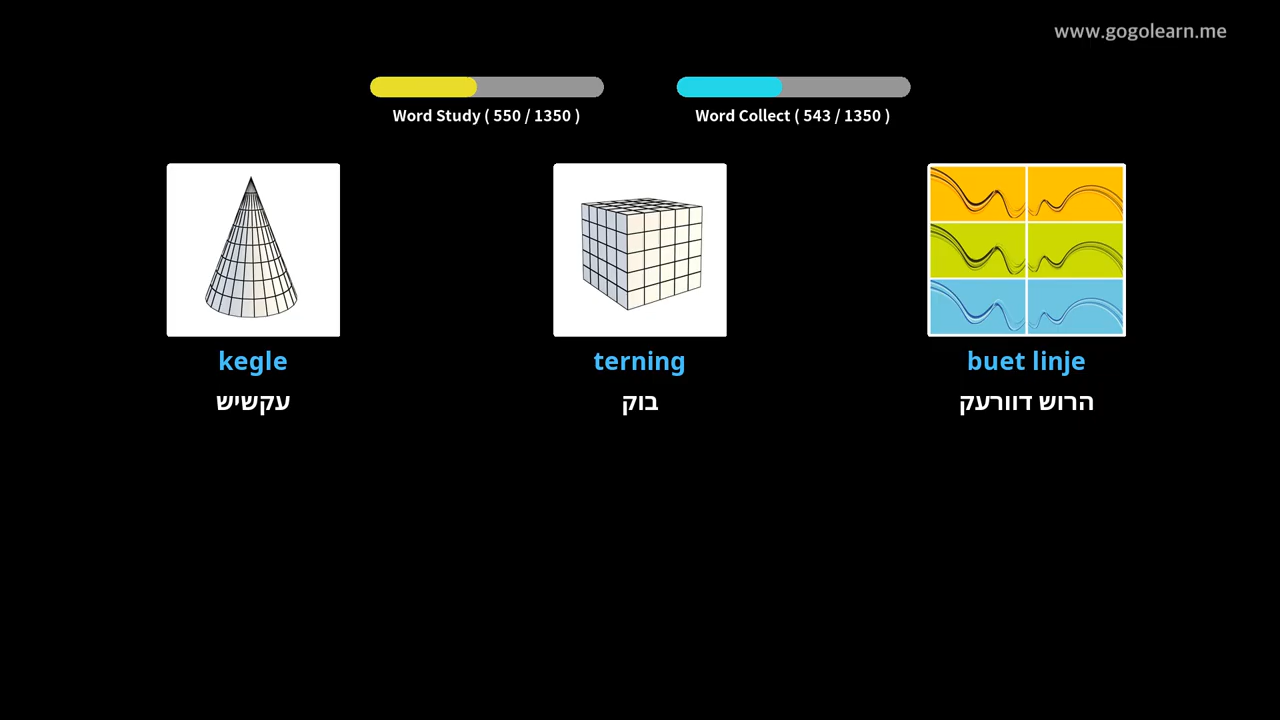 www.gogolearn.me
Word Study ( 550 / 1350 )
Word Collect ( 543 / 1350 )
kegle
עקשיש
terning
בוק
buet linje
הרוש דוורעק